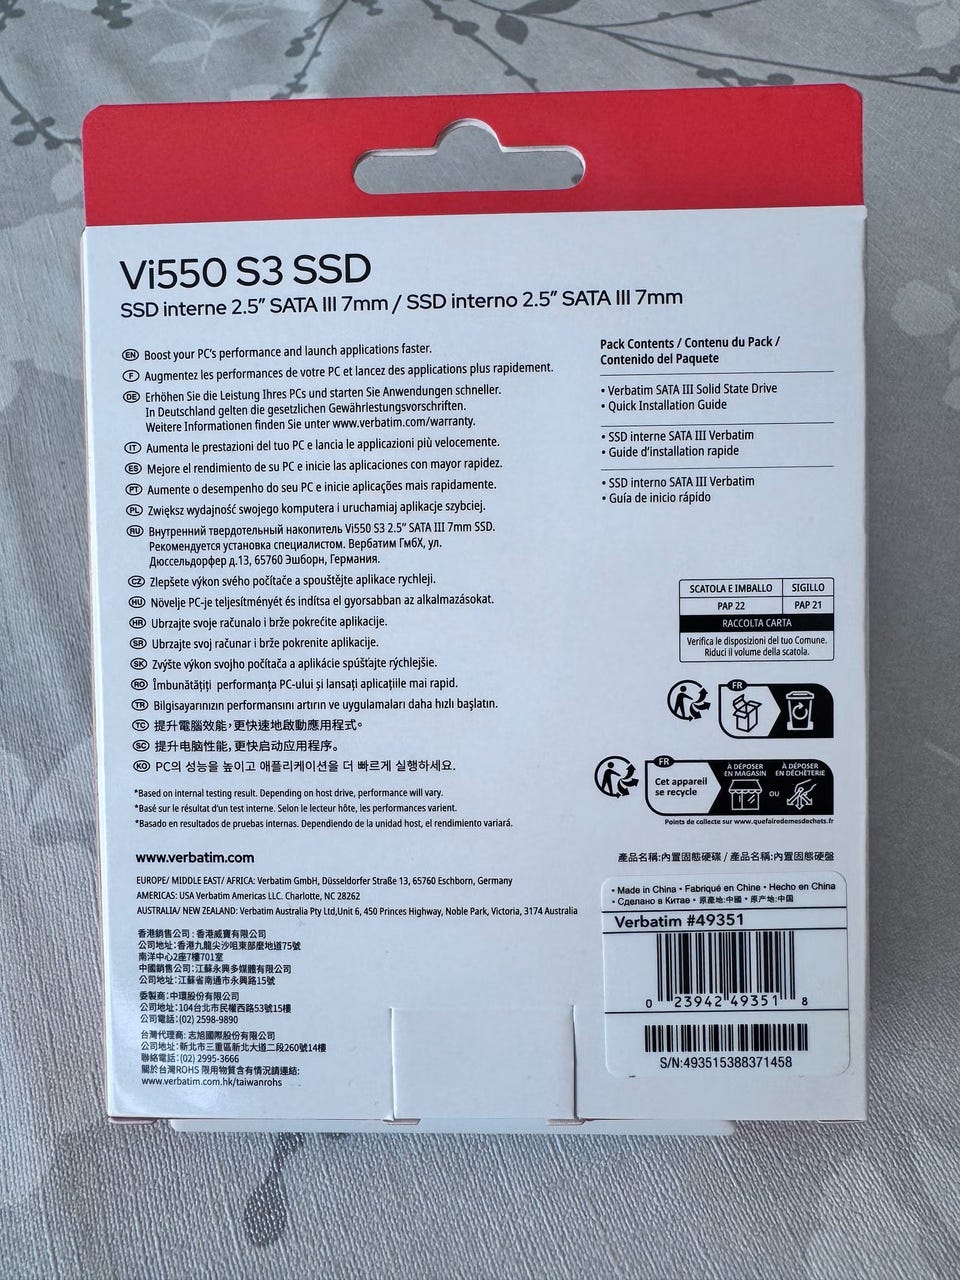 Vi550 S3 SSD
SSD interne 2.5" SATA III 7mm / SSD interno 2.5" SATA III 7mm
EN Boost your PC's performance and launch applications faster.
F Augmentez les performances de votre PC et lancez des applications plus rapidement.
DE Erhöhen Sie die Leistung Ihres PCs und starten Sie Anwendungen schneller.
In Deutschland gelten die gesetzlichen Gewährlestungsvorschriften.
Weitere Informationen finden Sie unter www.verbatim.com/warranty.
IT Aumenta le prestazioni del tuo PC e lancia le applicazioni più velocemente.
ES Mejore el rendimiento de su PC e inicie las aplicaciones con mayor rapidez.
PT Aumente o desempenho do seu PC e inicie aplicações mais rapidamente.
PL Zwiększ wydajność swojego komputera i uruchamiaj aplikacje szybciej.
RU Внутренний твердотельный накопитель Vi550 S3 2.5" SATA III 7mm SSD.
Рекомендуется установка специалистом. Вербатим ГмбХ, ул.
Дюссельдорфер д.13, 65760 Эшборн, Германия.
CZ Zlepšete výkon svého počítače a spouštějte aplikace rychleji.
HU Növelje PC-je teljesítményét és indítsa el gyorsabban az alkalmazásokat.
HR Ubrzajte svoje računalo i brže pokrećite aplikacije.
SR Ubrzajte svoj računar i brže pokrenite aplikacije.
SK Zvýšte výkon svojho počítača a aplikácie spúšťajte rýchlejšie.
RO Îmbunătățiți performanța PC-ului și lansați aplicațiile mai rapid.
TR Bilgisayarınızın performansını artırın ve uygulamaları daha hızlı başlatın.
TC 提升電腦效能，更快速地啟動應用程式。
SC 提升电脑性能，更快启动应用程序。
KO PC의 성능을 높이고 애플리케이션을 더 빠르게 실행하세요.
*Based on internal testing result. Depending on host drive, performance will vary.
*Basé sur le résultat d'un test interne. Selon le lecteur hôte, les performances varient.
*Basado en resultados de pruebas internas. Dependiendo de la unidad host, el rendimiento variará.
www.verbatim.com
EUROPE/ MIDDLE EAST/ AFRICA: Verbatim GmbH, Düsseldorfer Straße 13, 65760 Eschborn, Germany
AMERICAS: USA Verbatim Americas LLC. Charlotte, NC 28262
AUSTRALIA/ NEW ZEALAND: Verbatim Australia Pty Ltd,Unit 6, 450 Princes Highway, Noble Park, Victoria, 3174 Australia
香港銷售公司：香港威寶有限公司
公司地址：香港九龍尖沙咀東部麼地道75號
南洋中心2座7樓701室
中國銷售公司：江蘇永興多媒體有限公司
公司地址：江蘇省南通市永興路15號
委製商：中環股份有限公司
公司地址：104台北市民權西路53號15樓
公司電話：(02) 2598-9890
台灣代理商：志旭國際股份有限公司
公司地址：新北市三重區新北大道二段260號14樓
聯絡電話：(02) 2995-3666
關於台灣ROHS 限用物質含有情況請連結:
www.verbatim.com.hk/taiwanrohs
Pack Contents / Contenu du Pack /
Contenido del Paquete
• Verbatim SATA III Solid State Drive
• Quick Installation Guide
• SSD interne SATA III Verbatim
• Guide d'installation rapide
• SSD interno SATA III Verbatim
• Guía de inicio rápido
SCATOLA E IMBALLO SIGILLO
PAP 22 PAP 21
RACCOLTA CARTA
Verifica le disposizioni del tuo Comune.
Riduci il volume della scatola.
FR
FR
Cet appareil
se recycle
À DÉPOSER
EN MAGASIN
OU
À DÉPOSER
EN DÉCHÈTERIE
Points de collecte sur www.quefairedemesdechets.fr
產品名稱:內置固態硬碟 / 產品名稱:內置固態硬盤
• Made in China • Fabriqué en Chine • Hecho en China
• Сделано в Китае • 原產地:中國 • 原产地:中国
Verbatim #49351
0 23942 49351 8
S/N:493515388371458